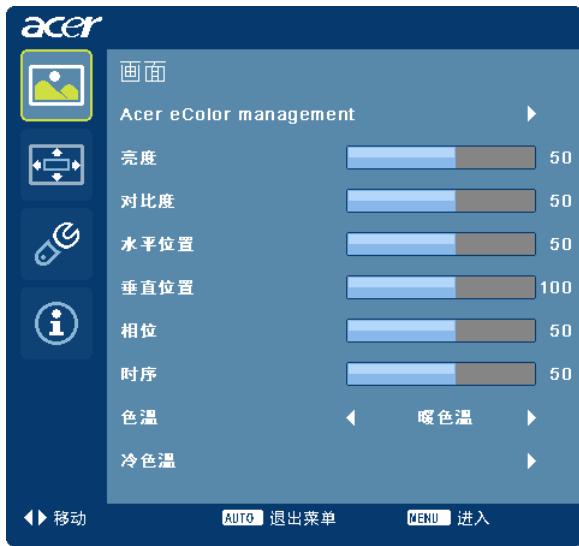 acer
画面
Acer eColor management
亮度 50
对比度 50
水平位置 50
垂直位置 100
相位 50
时序 50
色温 暖色温
冷色温
移动 AUTO 退出菜单 MENU 进入